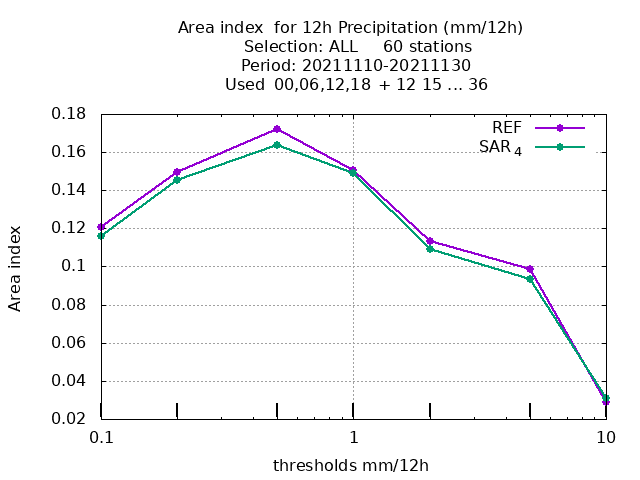 Area index  for 12h Precipitation (mm/12h)
Selection: ALL     60 stations
Period: 20211110-20211130
Used  00,06,12,18  + 12 15 ... 36
0.18
REF
SAR 4
0.16
0.14
0.12
0.1
0.08
0.06
0.04
0.02
Area index
0.1
1
10
thresholds mm/12h